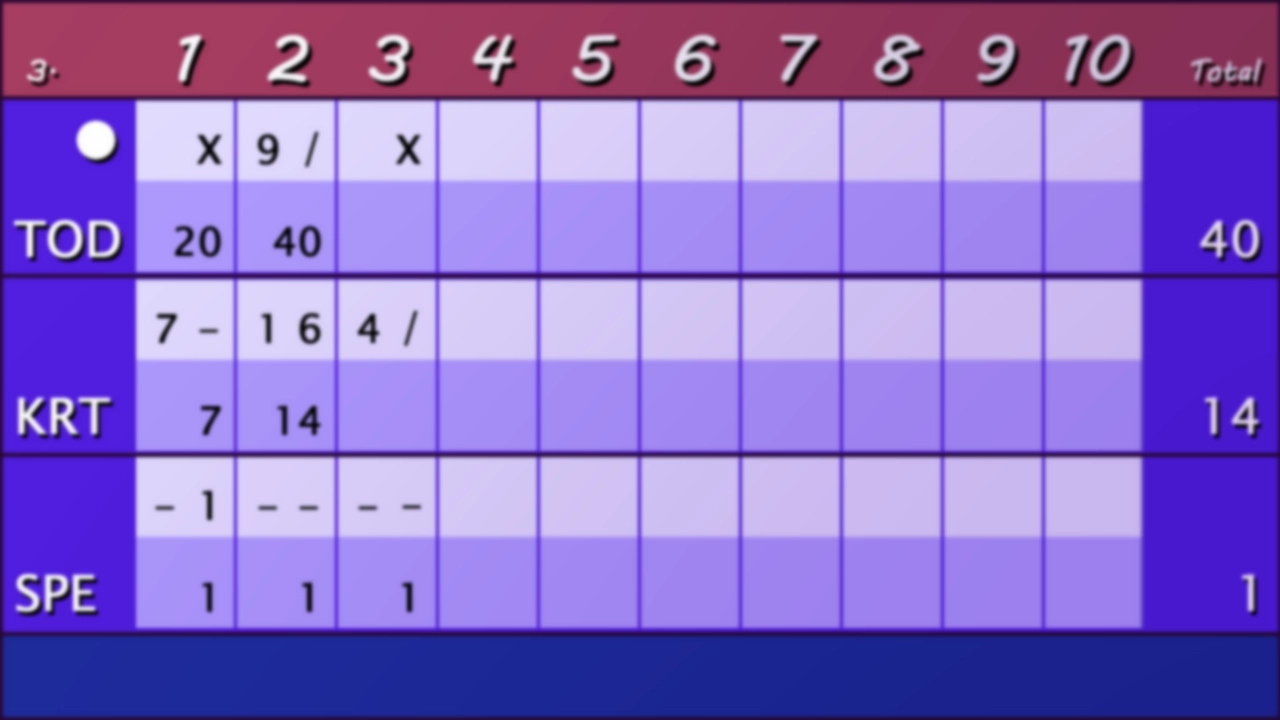 3· 1 2 3 4 5 6 7 8 9 10 Total
X 9 / X
TOD 20 40 40
7 – 1 6 4 /
KRT 7 14 14
– 1 – – – –
SPE 1 1 1 1